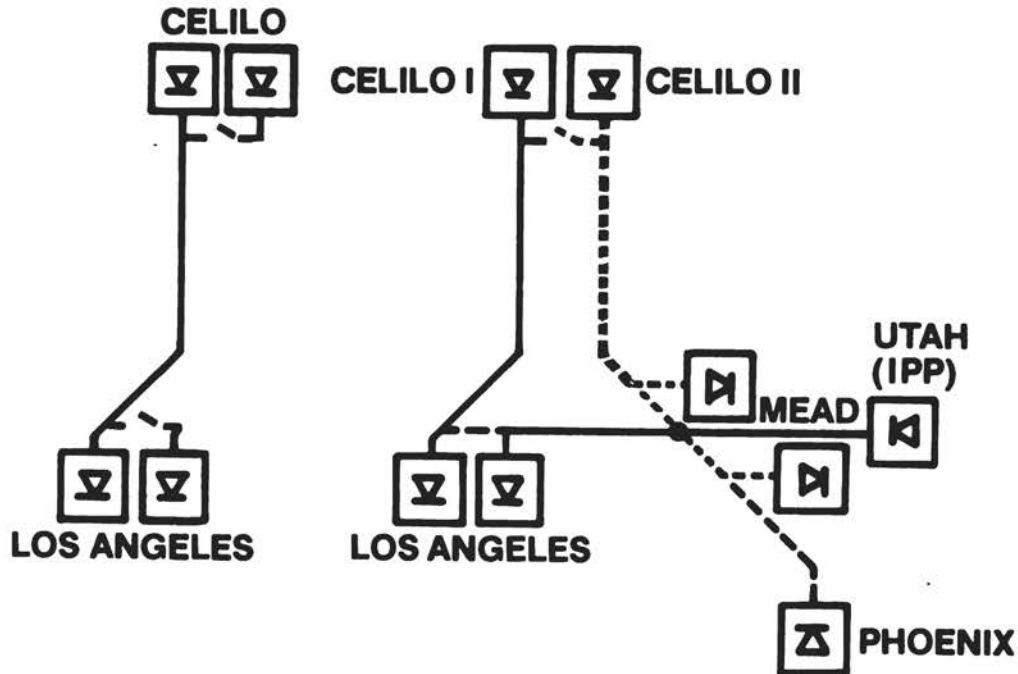 CELILO
CELILO I
CELILO II
UTAH
(IPP)
MEAD
LOS ANGELES
LOS ANGELES
PHOENIX